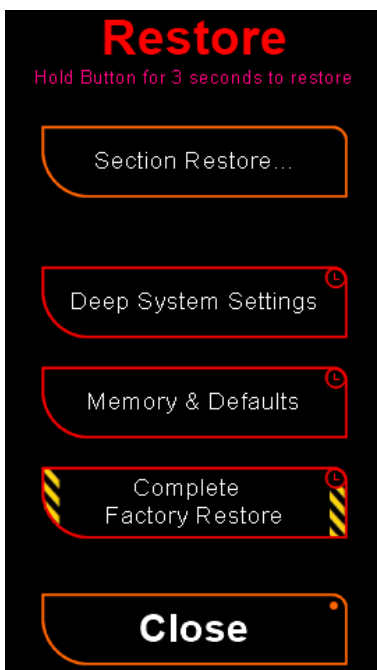 Restore
Hold Button for 3 seconds to restore
Section Restore...
Deep System Settings
Memory & Defaults
Complete
Factory Restore
Close